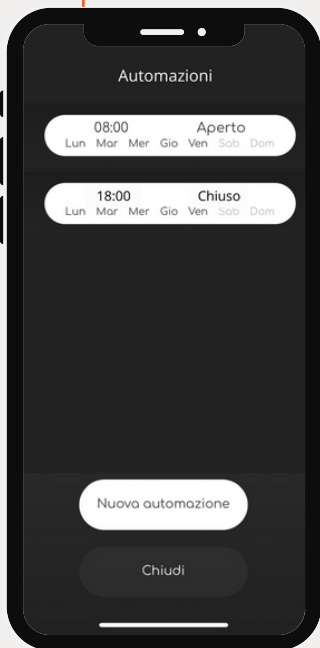 Automazioni
08:00 Aperto
Lun Mar Mer Gio Ven Sab Dom
18:00 Chiuso
Lun Mar Mer Gio Ven Sab Dom
Nuova automazione
Chiudi